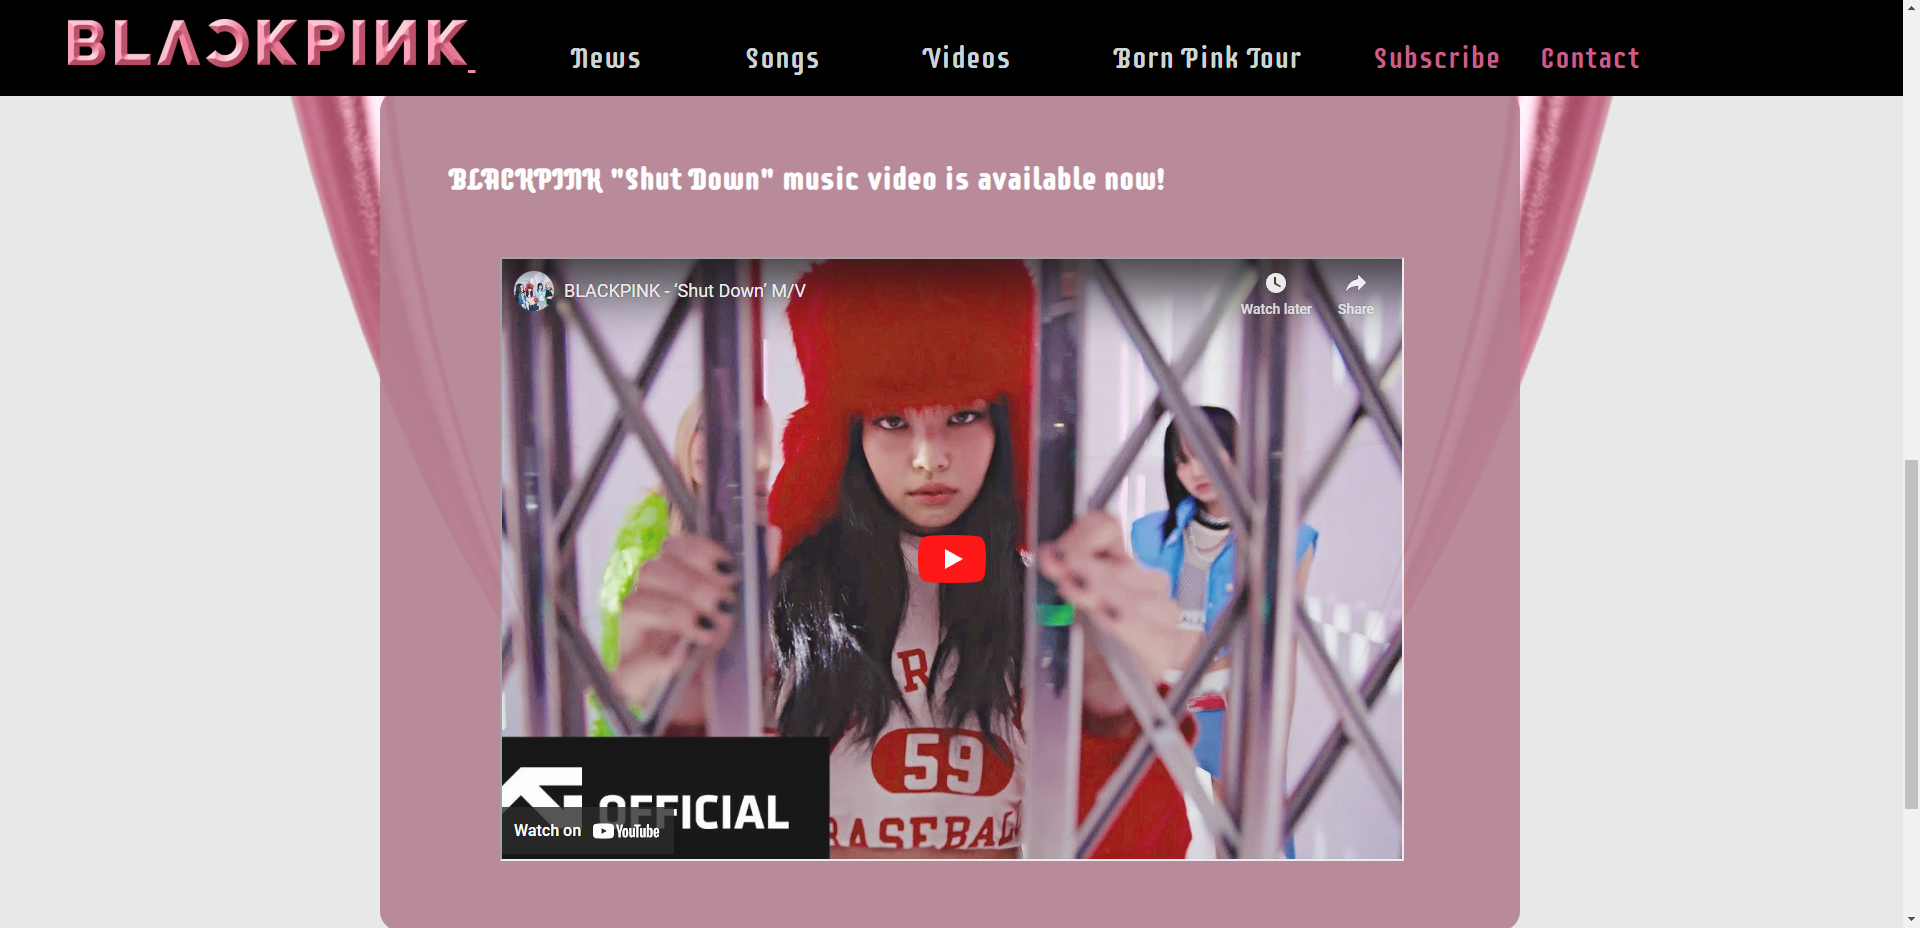 BLACKPINK
News Songs Videos Born Pink Tour Subscribe Contact
BLACKPINK "Shut Down" music video is available now!
BLACKPINK - ‘Shut Down’ M/V
Watch later Share
R
59
BASEBAL
OFFICIAL
Watch on YouTube